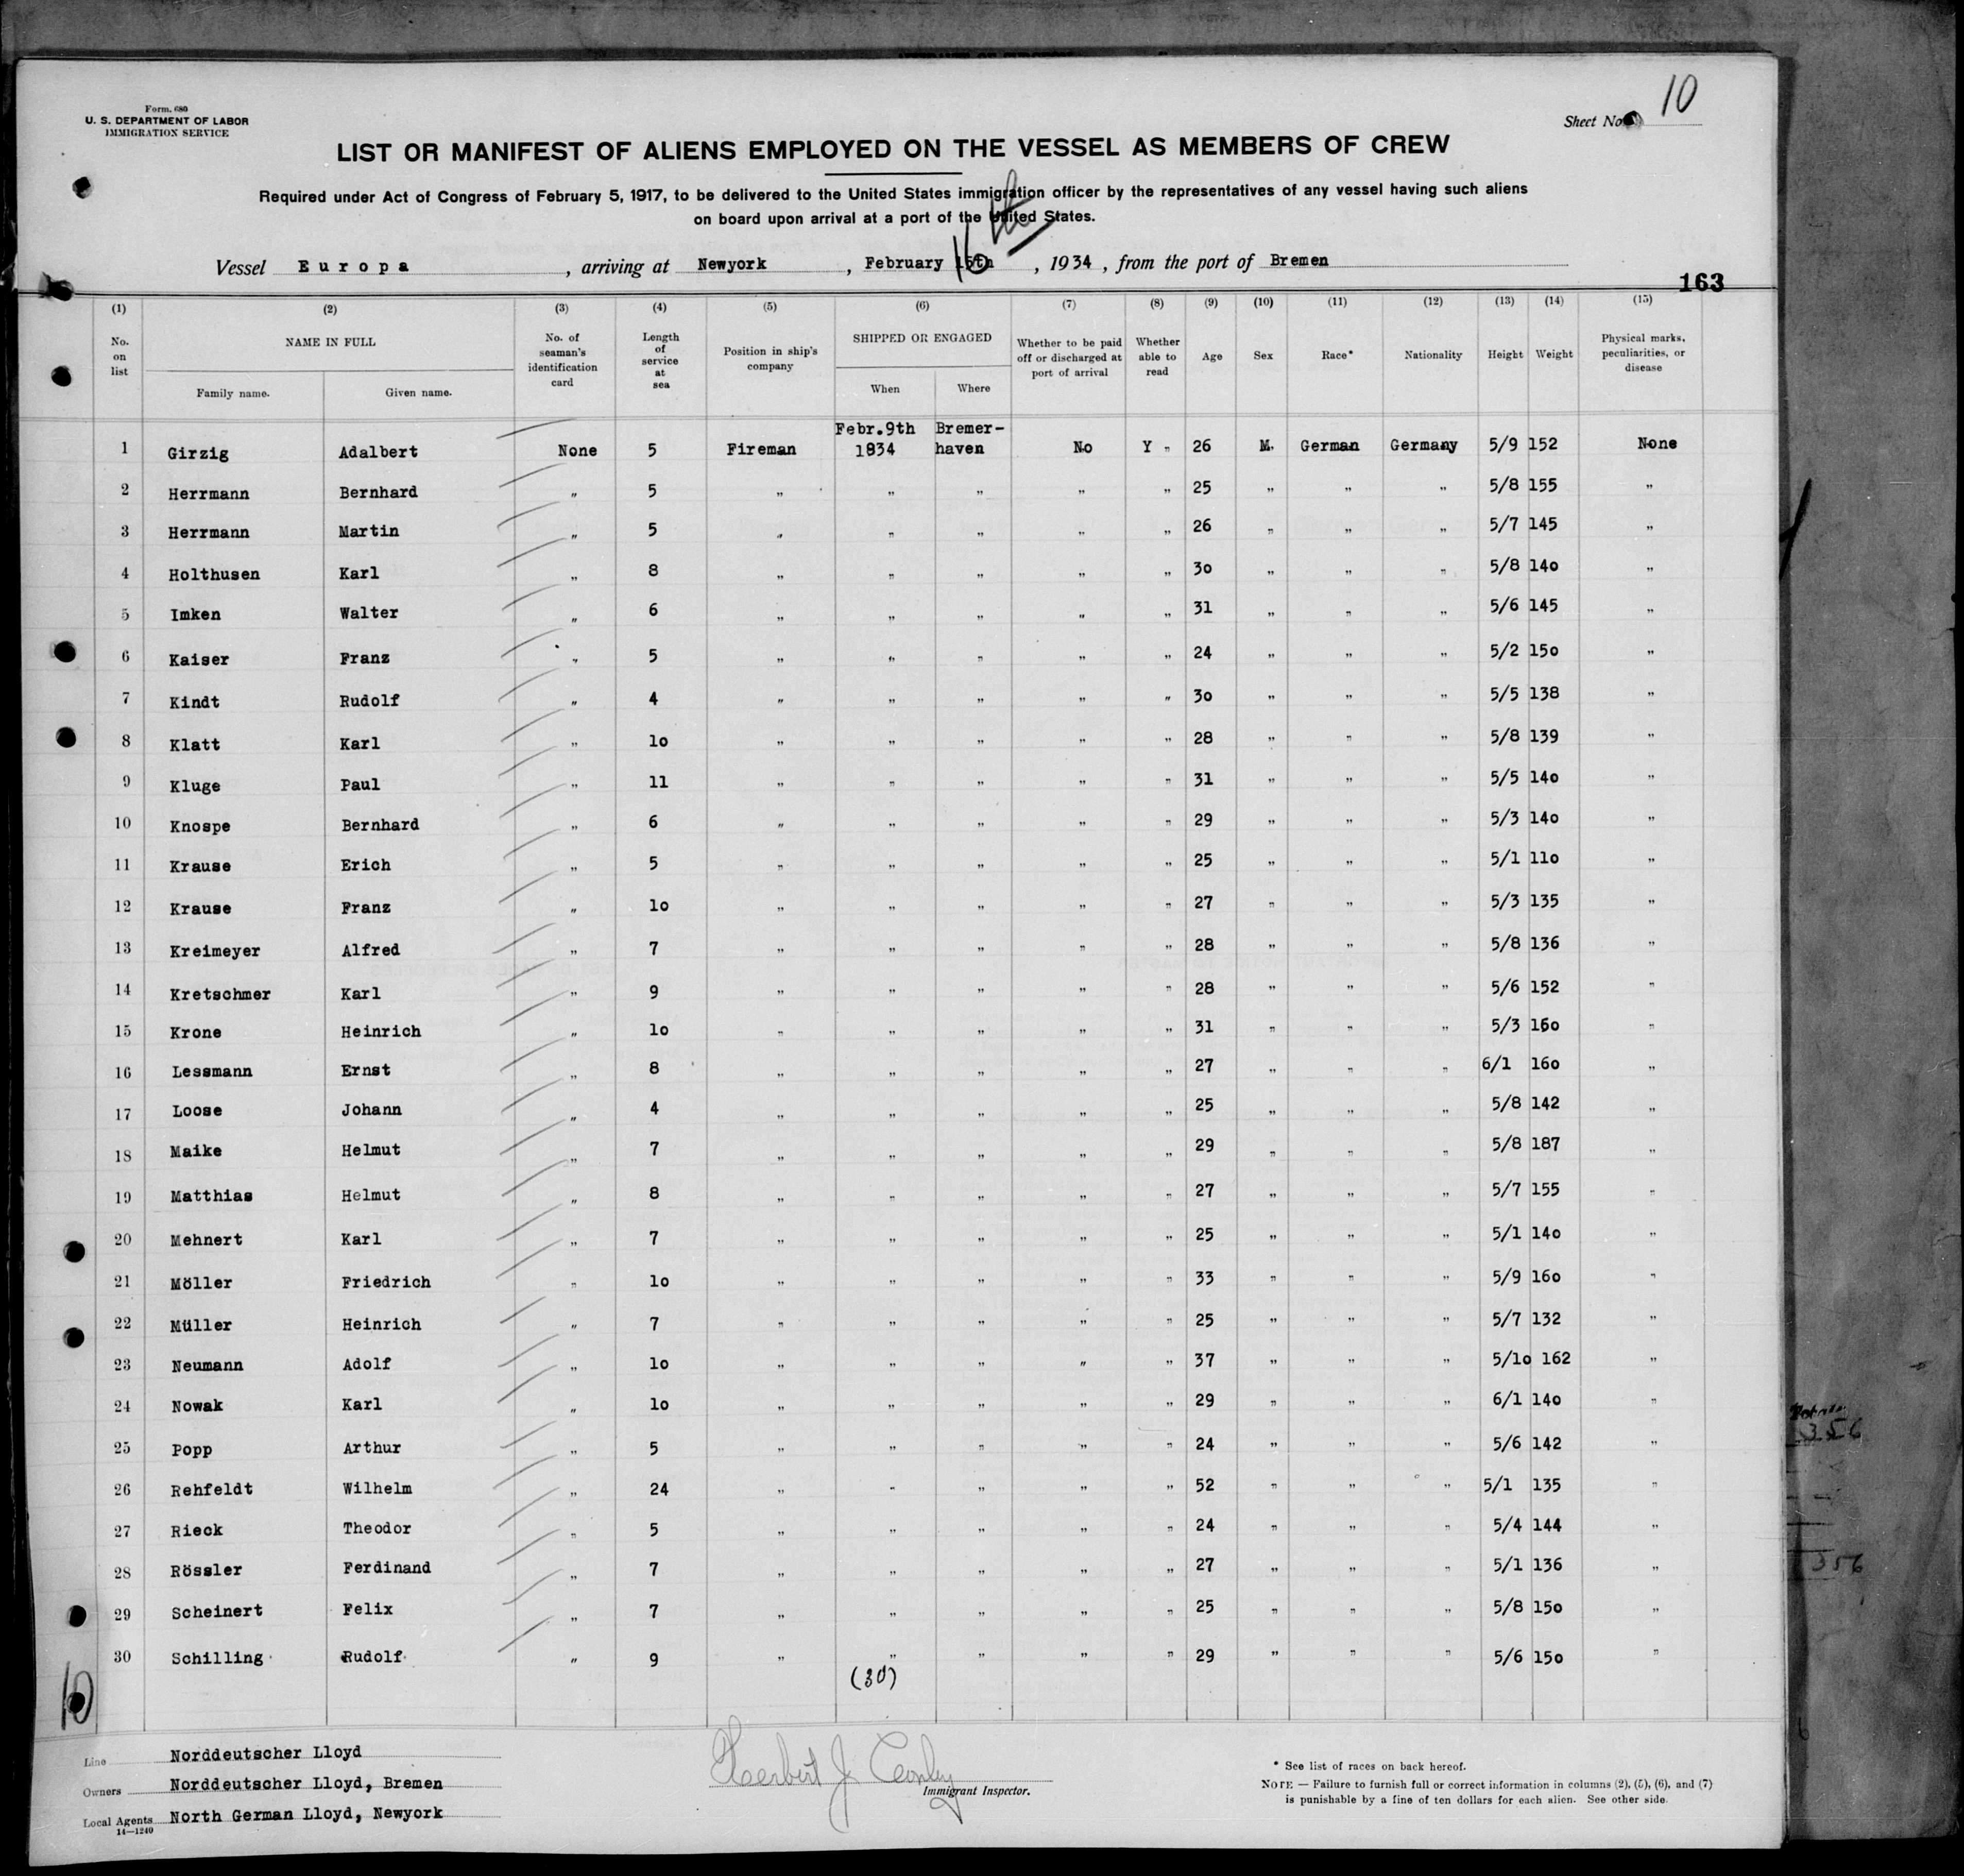 10
Form. 680
U. S. DEPARTMENT OF LABOR
IMMIGRATION SERVICE
Sheet No.
LIST OR MANIFEST OF ALIENS EMPLOYED ON THE VESSEL AS MEMBERS OF CREW
Required under Act of Congress of February 5, 1917, to be delivered to the United States immigration officer by the representatives of any vessel having such aliens
on board upon arrival at a port of the United States.
16th
Vessel Europa , arriving at Newyork , February 15th , 1934 , from the port of Bremen
163
(1) (2) (3) (4) (5) (6) (7) (8) (9) (10) (11) (12) (13) (14) (15)
No. on list NAME IN FULL Family name. Given name. No. of seaman's identification card Length of service at sea Position in ship's company SHIPPED OR ENGAGED When Where Whether to be paid off or discharged at port of arrival Whether able to read Age Sex Race* Nationality Height Weight Physical marks, peculiarities, or disease
Febr.9th Bremer-
1 Girzig Adalbert None 5 Fireman 1834 haven No Y " 26 M. German Germany 5/9 152 None
2 Herrmann Bernhard " 5 " " " " " 25 " " " 5/8 155 "
3 Herrmann Martin " 5 " " " " " 26 " " " 5/7 145 "
4 Holthusen Karl " 8 " " " " " 30 " " " 5/8 140 "
5 Imken Walter " 6 " " " " " 31 " " " 5/6 145 "
6 Kaiser Franz " 5 " " " " " 24 " " " 5/2 150 "
7 Kindt Rudolf " 4 " " " " " 30 " " " 5/5 138 "
8 Klatt Karl " 10 " " " " " 28 " " " 5/8 139 "
9 Kluge Paul " 11 " " " " " 31 " " " 5/5 140 "
10 Knospe Bernhard " 6 " " " " " 29 " " " 5/3 140 "
11 Krause Erich " 5 " " " " " 25 " " " 5/1 110 "
12 Krause Franz " 10 " " " " " 27 " " " 5/3 135 "
13 Kreimeyer Alfred " 7 " " " " " 28 " " " 5/8 136 "
14 Kretschmer Karl " 9 " " " " " 28 " " " 5/6 152 "
15 Krone Heinrich " 10 " " " " " 31 " " " 5/3 160 "
16 Lessmann Ernst " 8 " " " " " 27 " " " 6/1 160 "
17 Loose Johann " 4 " " " " " 25 " " " 5/8 142 "
18 Maike Helmut " 7 " " " " " 29 " " " 5/8 187 "
19 Matthias Helmut " 8 " " " " " 27 " " " 5/7 155 "
20 Mehnert Karl " 7 " " " " " 25 " " " 5/1 140 "
21 Möller Friedrich " 10 " " " " " 33 " " " 5/9 160 "
22 Müller Heinrich " 7 " " " " " 25 " " " 5/7 132 "
23 Neumann Adolf " 10 " " " " " 37 " " " 5/10 162 "
24 Nowak Karl " 10 " " " " " 29 " " " 6/1 140 "
25 Popp Arthur " 5 " " " " " 24 " " " 5/6 142 "
26 Rehfeldt Wilhelm " 24 " " " " " 52 " " " 5/1 135 "
27 Rieck Theodor " 5 " " " " " 24 " " " 5/4 144 "
28 Rössler Ferdinand " 7 " " " " " 27 " " " 5/1 136 "
29 Scheinert Felix " 7 " " " " " 25 " " " 5/8 150 "
30 Schilling Rudolf " 9 " " " " " 29 " " " 5/6 150 "
(30)
10
Line Norddeutscher Lloyd
Owners Norddeutscher Lloyd, Bremen
Local Agents North German Lloyd, Newyork
14—1240
Herbert J Conley
Immigrant Inspector.
* See list of races on back hereof.
NOTE — Failure to furnish full or correct information in columns (2), (5), (6), and (7)
is punishable by a fine of ten dollars for each alien. See other side.
356
356